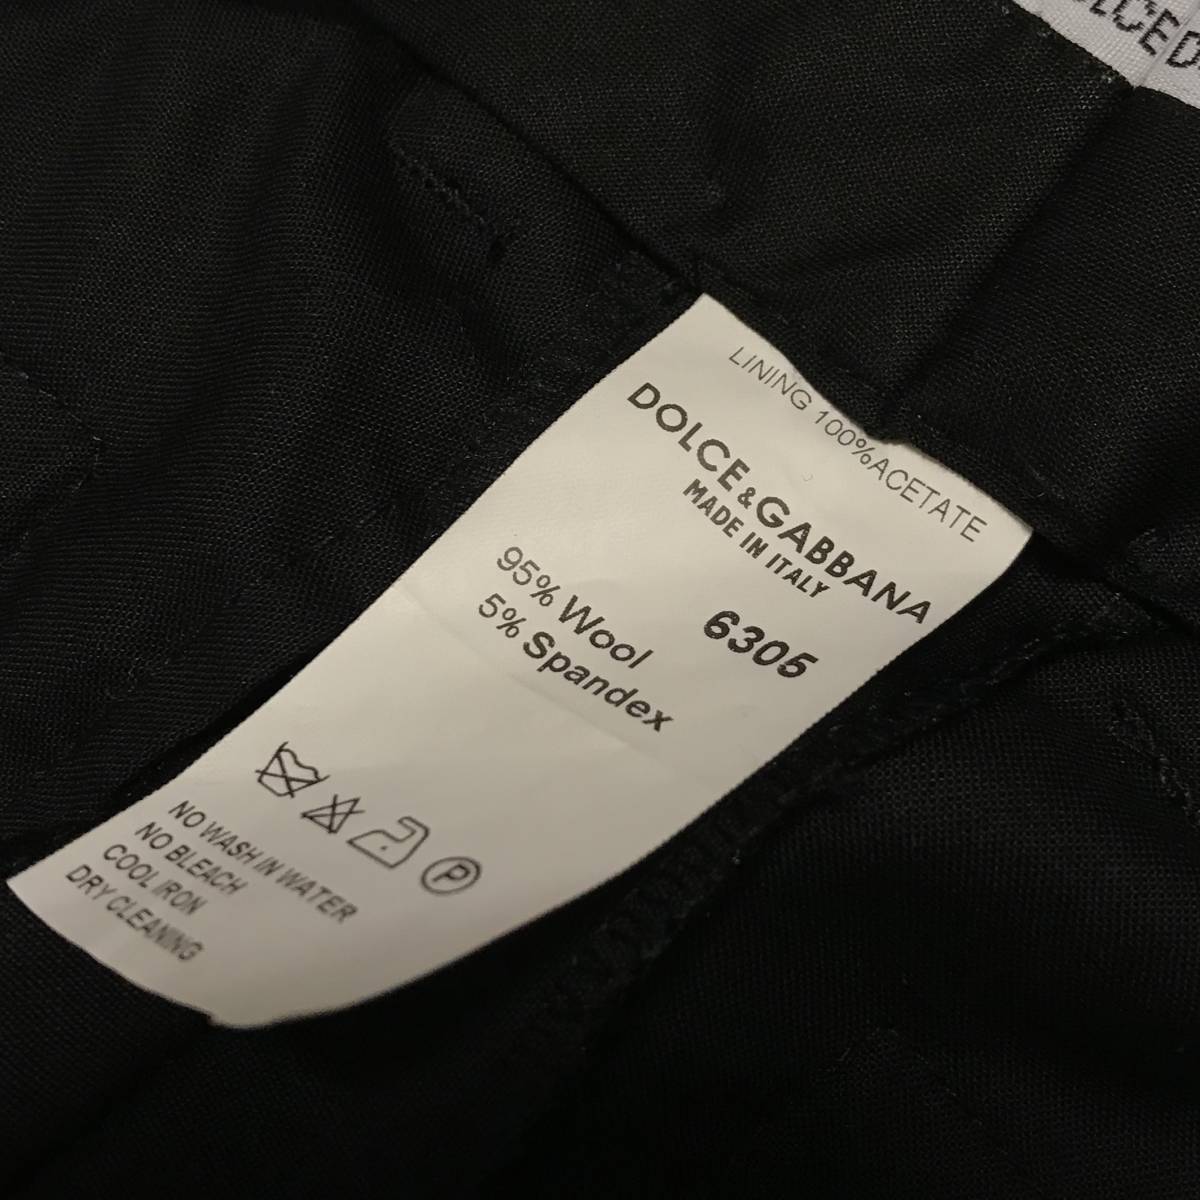 LINING 100%ACETATE
DOLCE&GABBANA
MADE IN ITALY
6305
95% Wool
5% Spandex
P
NO WASH IN WATER
NO BLEACH
COOL IRON
DRY CLEANING